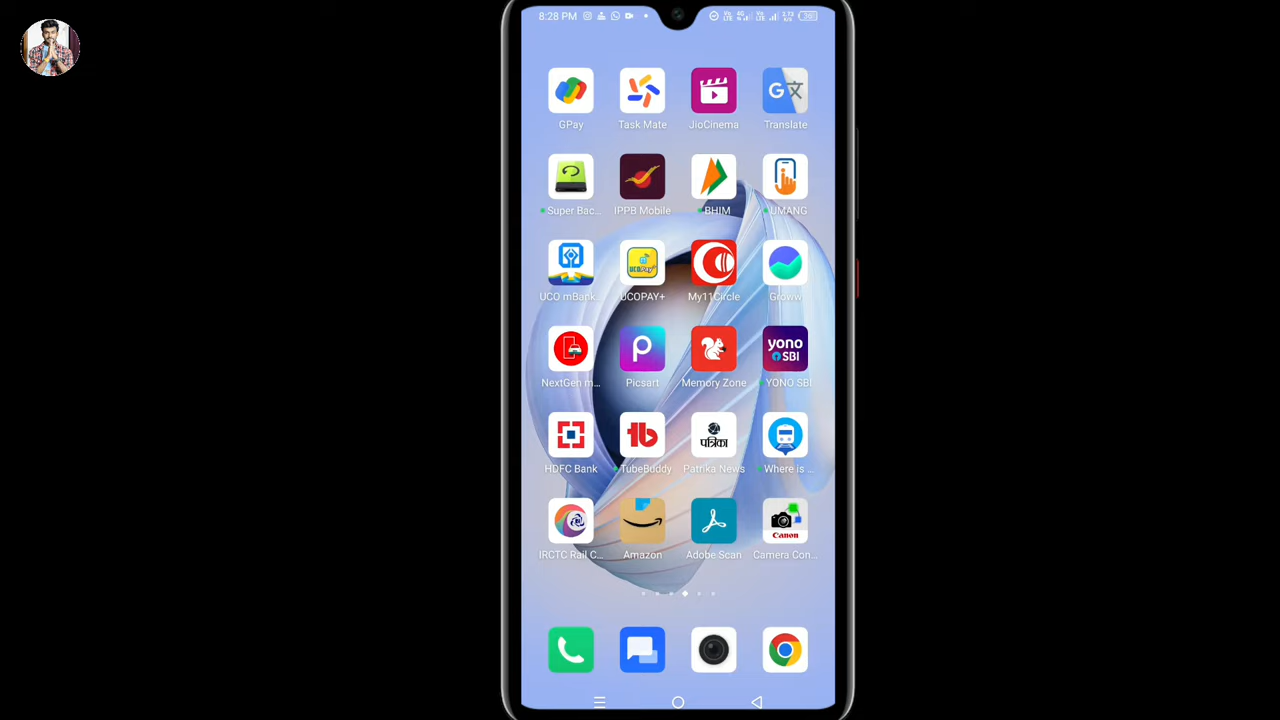 8:28 PM
GPay Task Mate JioCinema Translate
Super Bac... IPPB Mobile BHIM UMANG
UCO mBank.. UCOPAY+ My11Circle Groww
NextGen m... Picsart Memory Zone YONO SBI
yono
SBI
HDFC Bank TubeBuddy Patrika News Where is ..
पत्रिका
IRCTC Rail C... Amazon Adobe Scan Camera Con...
Canon